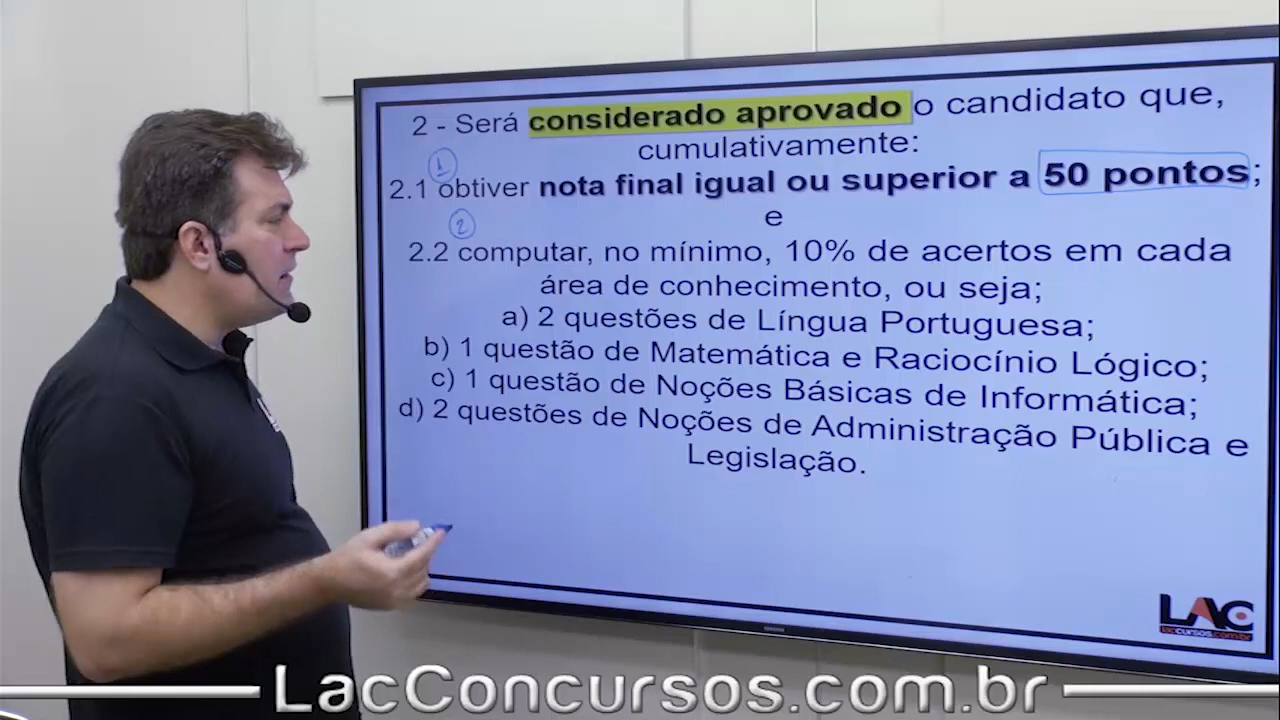 2 - Será considerado aprovado o candidato que,
cumulativamente:
1
2.1 obtiver nota final igual ou superior a 50 pontos;
e
2
2.2 computar, no mínimo, 10% de acertos em cada
área de conhecimento, ou seja;
a) 2 questões de Língua Portuguesa;
b) 1 questão de Matemática e Raciocínio Lógico;
c) 1 questão de Noções Básicas de Informática;
d) 2 questões de Noções de Administração Pública e
Legislação.
LAC
laccursos.com.br
LacConcursos.com.br